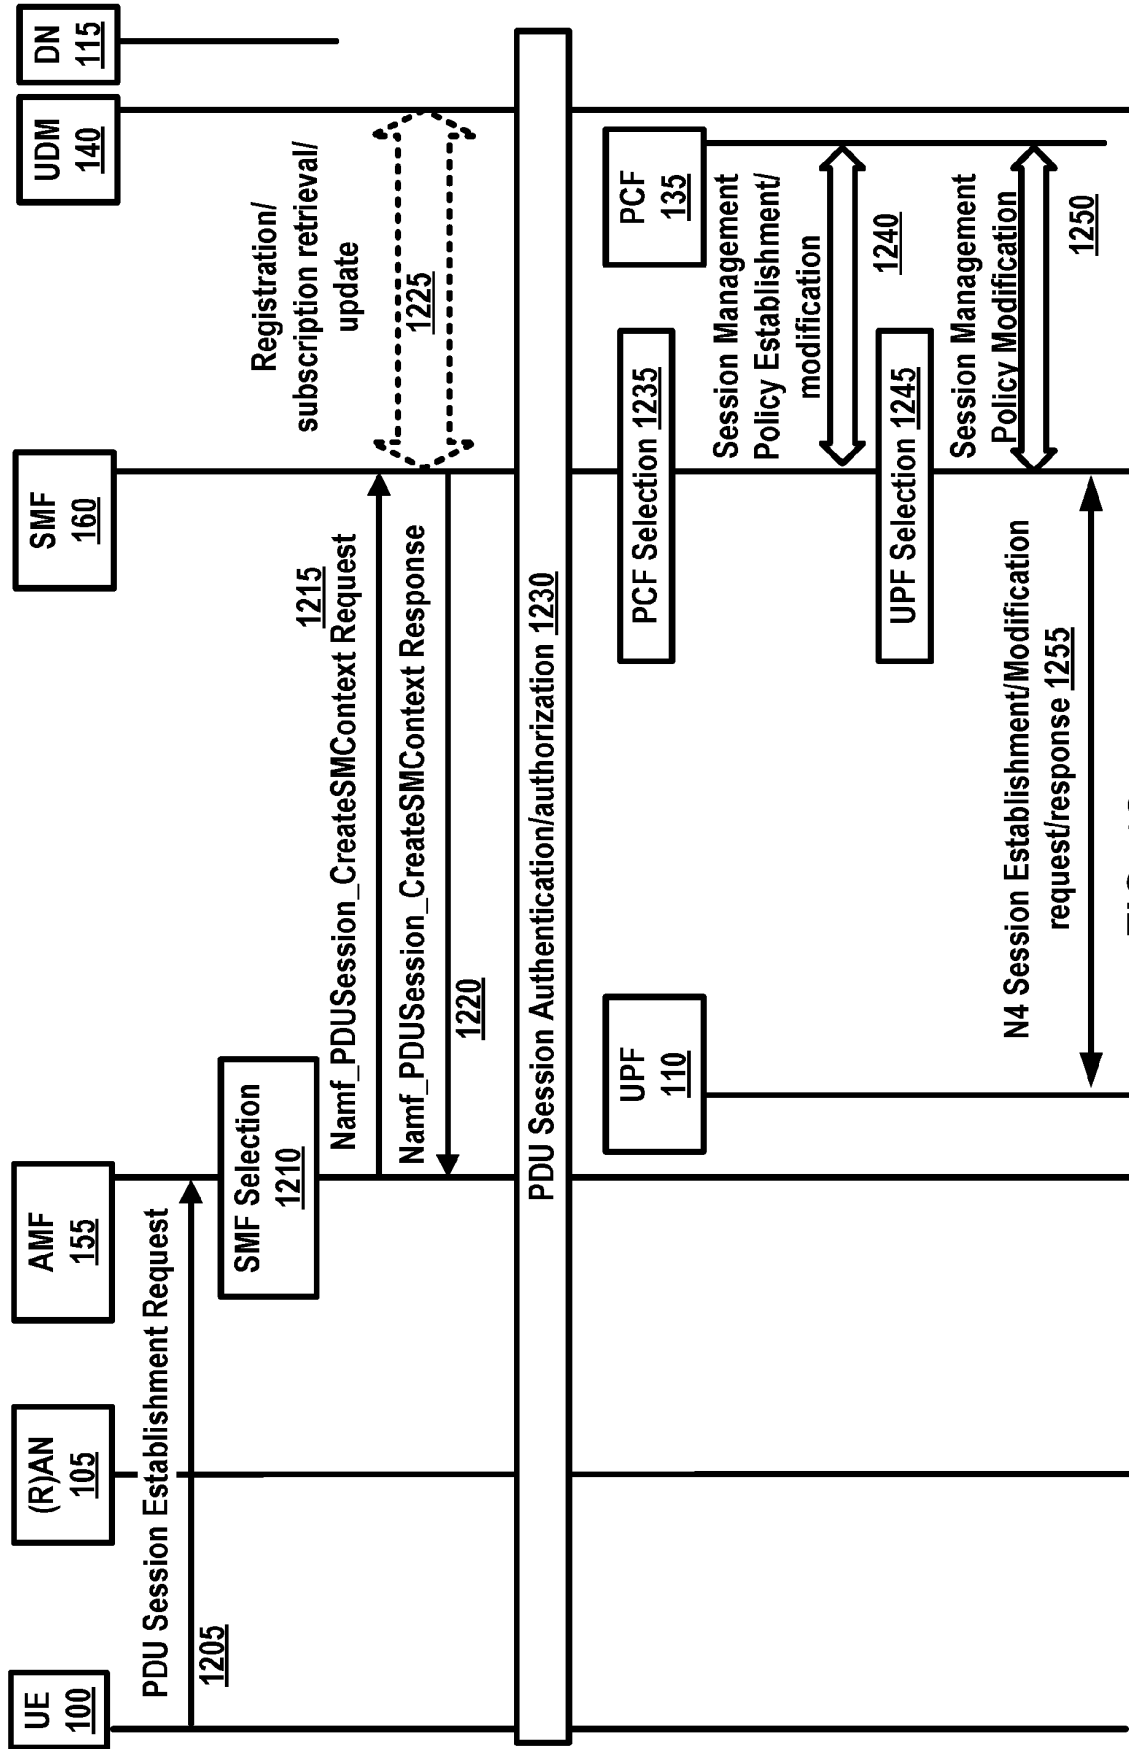 UE
100
(R)AN
105
AMF
155
SMF
160
UDM
140
DN
115
PDU Session Establishment Request
1205
SMF Selection
1210
1215
Namf_PDUSession_CreateSMContext Request
Namf_PDUSession_CreateSMContext Response
1220
Registration/
subscription retrieval/
update
1225
PDU Session Authentication/authorization 1230
UPF
110
PCF
135
PCF Selection 1235
Session Management
Policy Establishment/
modification
1240
UPF Selection 1245
Session Management
Policy Modification
1250
N4 Session Establishment/Modification
request/response 1255